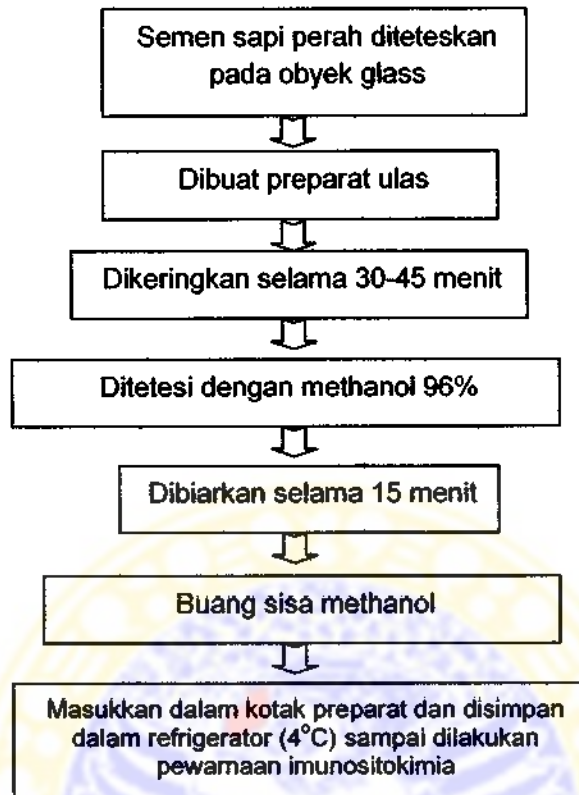 Semen sapi perah diteteskan
pada obyek glass
Dibuat preparat ulas
Dikeringkan selama 30-45 menit
Ditetesi dengan methanol 96%
Dibiarkan selama 15 menit
Buang sisa methanol
Masukkan dalam kotak preparat dan disimpan
dalam refrigerator (4°C) sampai dilakukan
pewarnaan imunositokimia